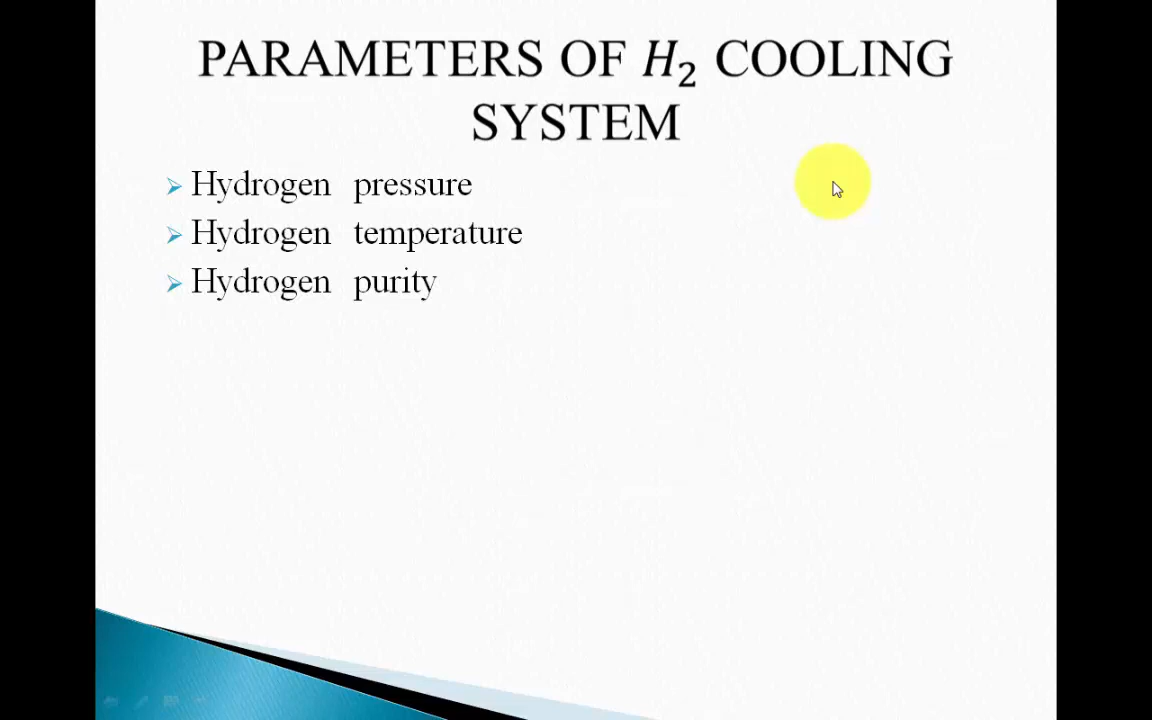 PARAMETERS OF H₂ COOLING
SYSTEM
Hydrogen pressure
Hydrogen temperature
Hydrogen purity